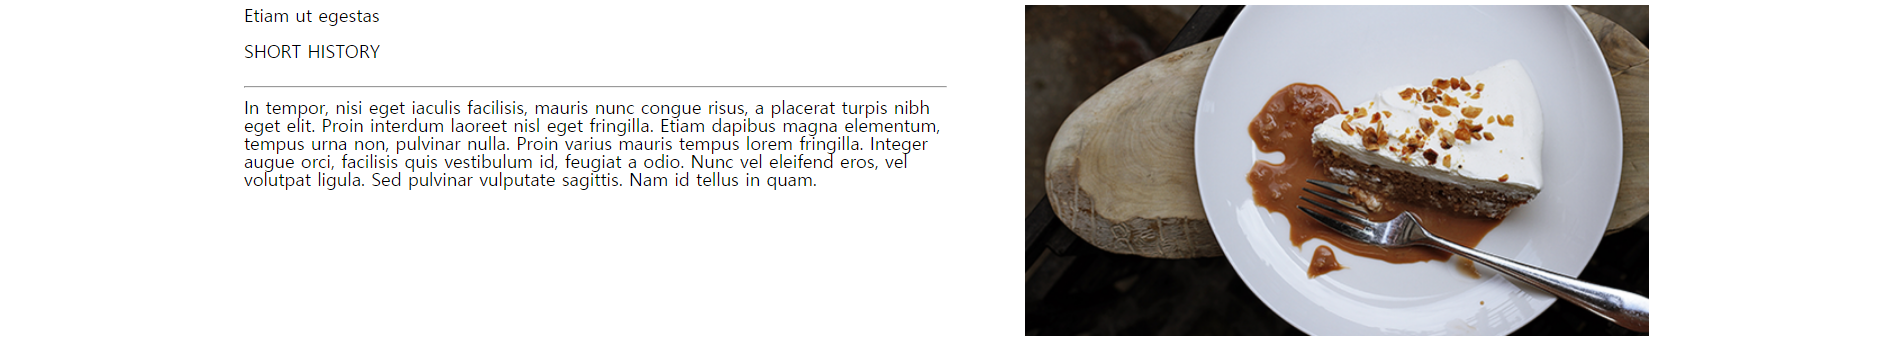 Etiam ut egestas
SHORT HISTORY
In tempor, nisi eget iaculis facilisis, mauris nunc congue risus, a placerat turpis nibh
eget elit. Proin interdum laoreet nisl eget fringilla. Etiam dapibus magna elementum,
tempus urna non, pulvinar nulla. Proin varius mauris tempus lorem fringilla. Integer
augue orci, facilisis quis vestibulum id, feugiat a odio. Nunc vel eleifend eros, vel
volutpat ligula. Sed pulvinar vulputate sagittis. Nam id tellus in quam.